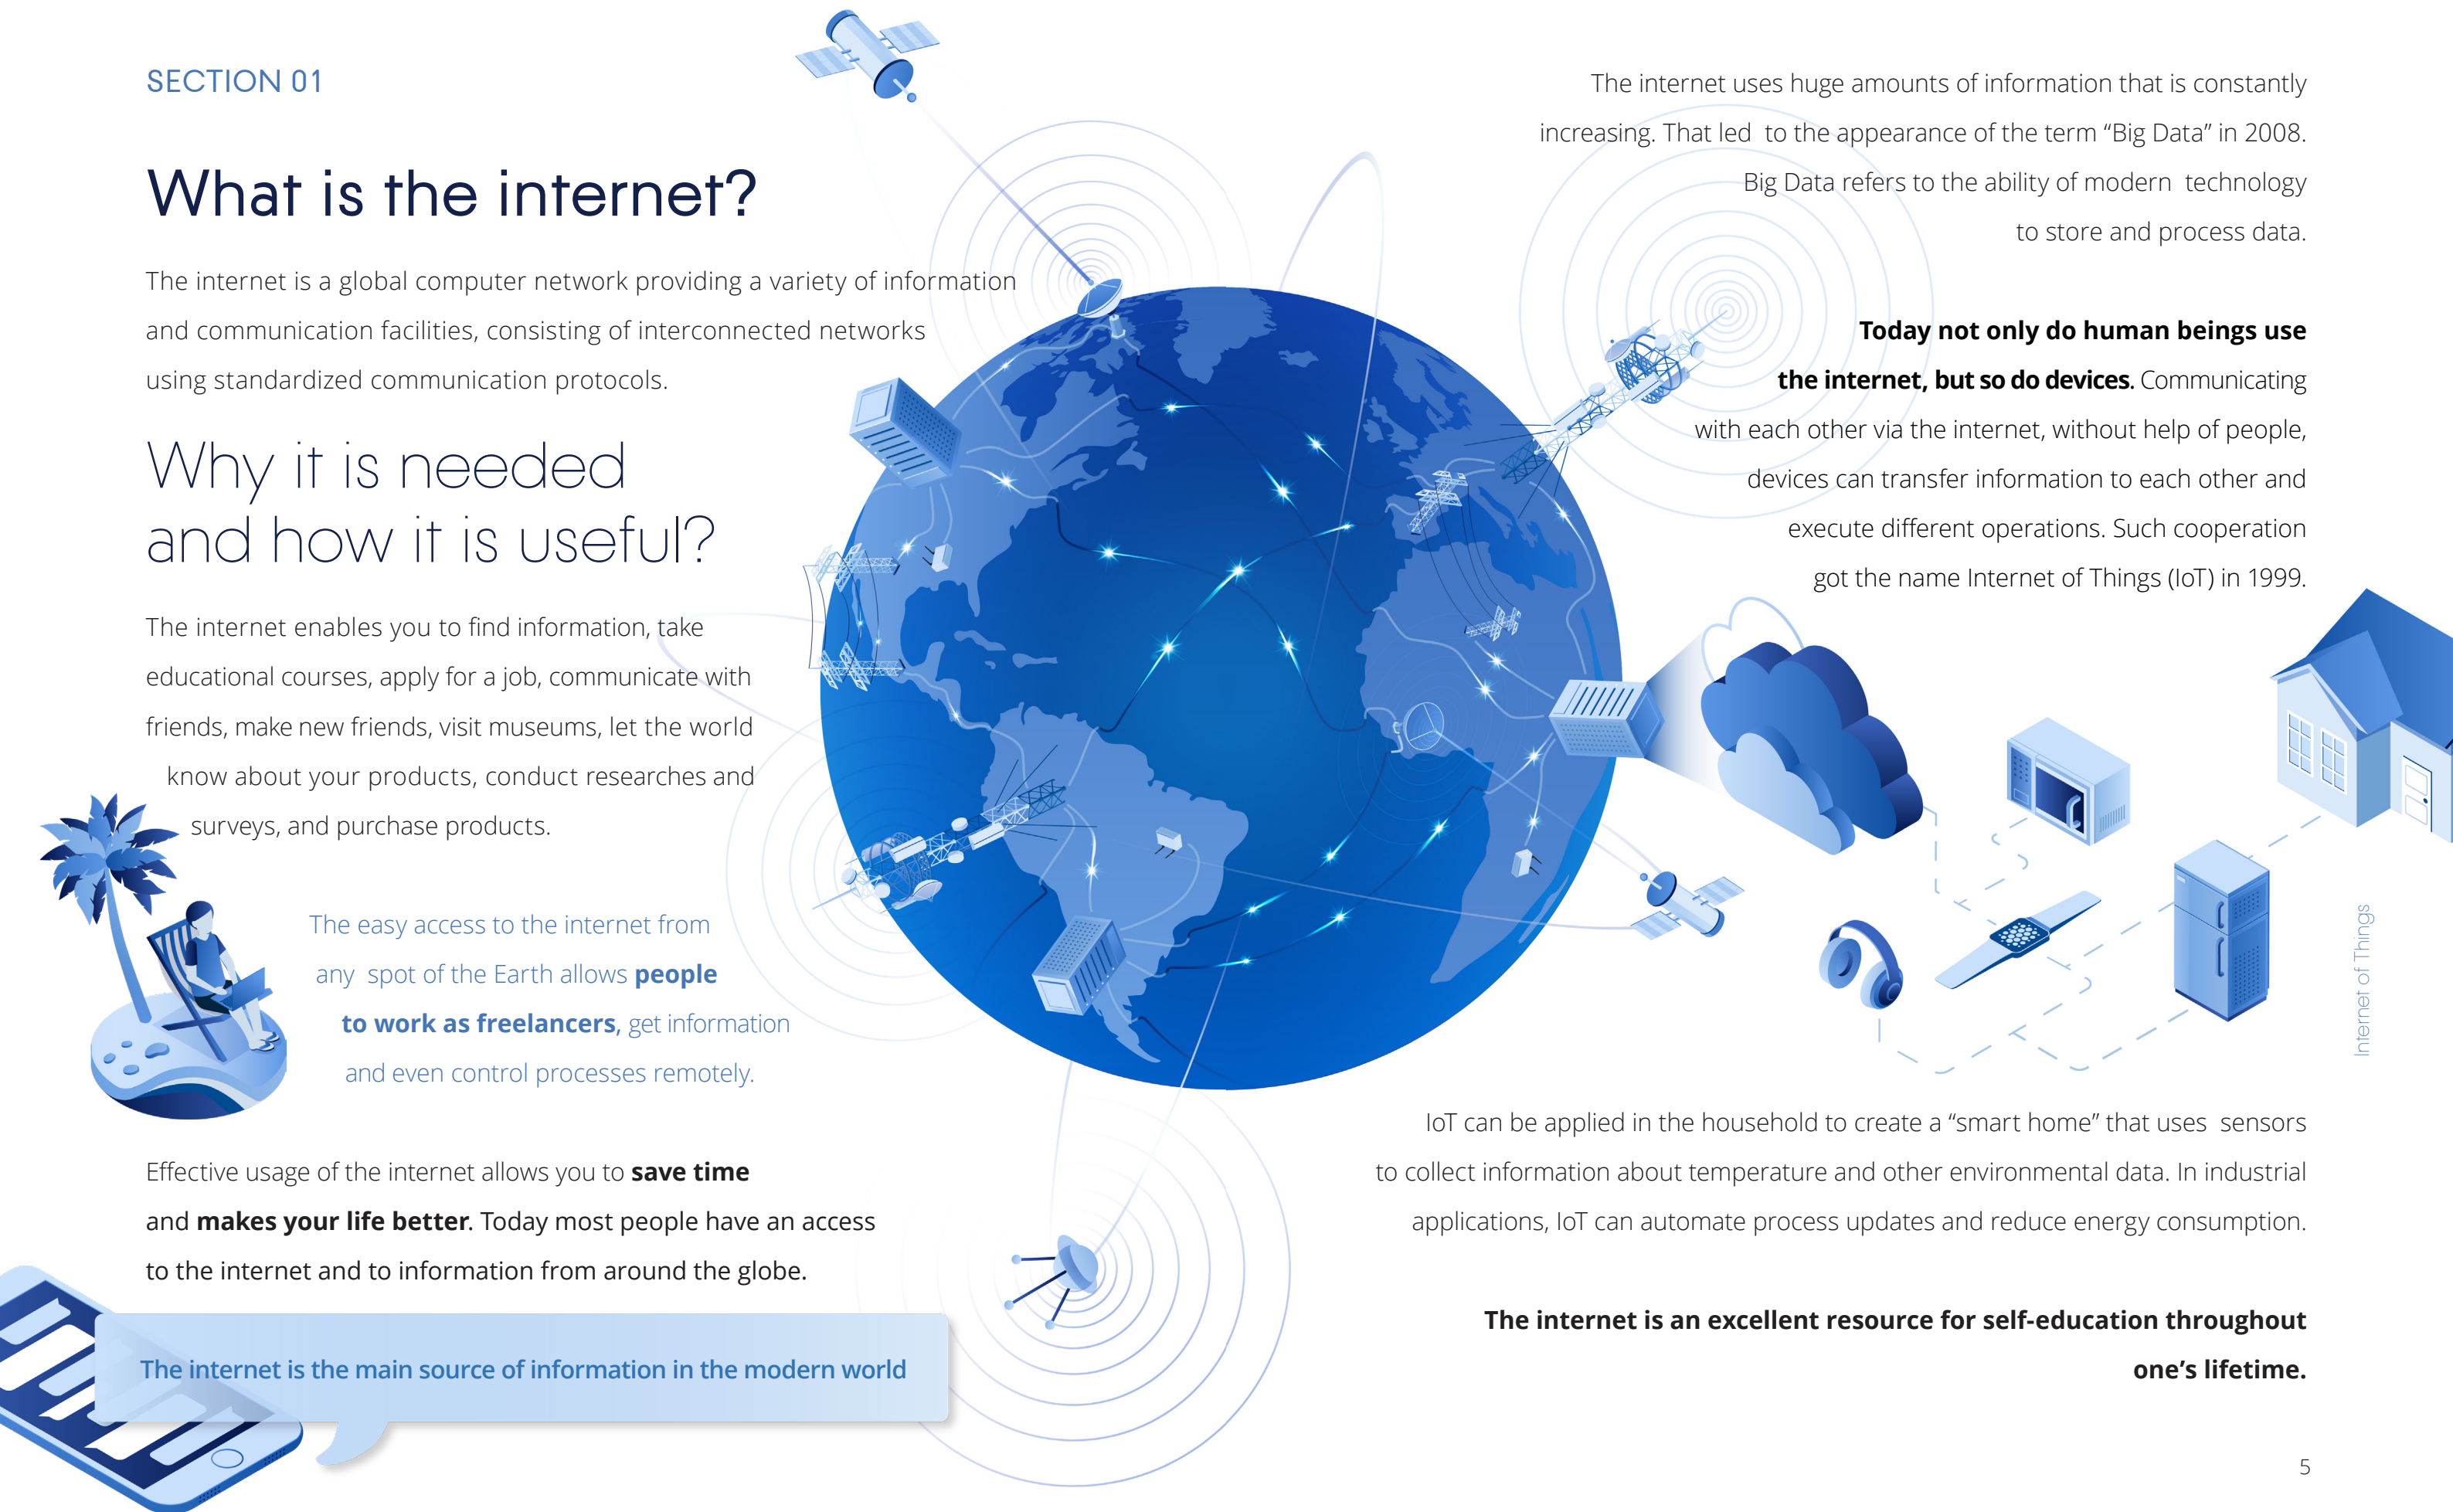 SECTION 01
What is the internet?
The internet is a global computer network providing a variety of information
and communication facilities, consisting of interconnected networks
using standardized communication protocols.
Why it is needed
and how it is useful?
The internet enables you to find information, take
educational courses, apply for a job, communicate with
friends, make new friends, visit museums, let the world
know about your products, conduct researches and
surveys, and purchase products.
The easy access to the internet from
any spot of the Earth allows people
to work as freelancers, get information
and even control processes remotely.
Effective usage of the internet allows you to save time
and makes your life better. Today most people have an access
to the internet and to information from around the globe.
The internet is the main source of information in the modern world
The internet uses huge amounts of information that is constantly
increasing. That led to the appearance of the term “Big Data” in 2008.
Big Data refers to the ability of modern technology
to store and process data.
Today not only do human beings use
the internet, but so do devices. Communicating
with each other via the internet, without help of people,
devices can transfer information to each other and
execute different operations. Such cooperation
got the name Internet of Things (IoT) in 1999.
Internet of Things
IoT can be applied in the household to create a “smart home” that uses sensors
to collect information about temperature and other environmental data. In industrial
applications, IoT can automate process updates and reduce energy consumption.
The internet is an excellent resource for self-education throughout
one’s lifetime.
5